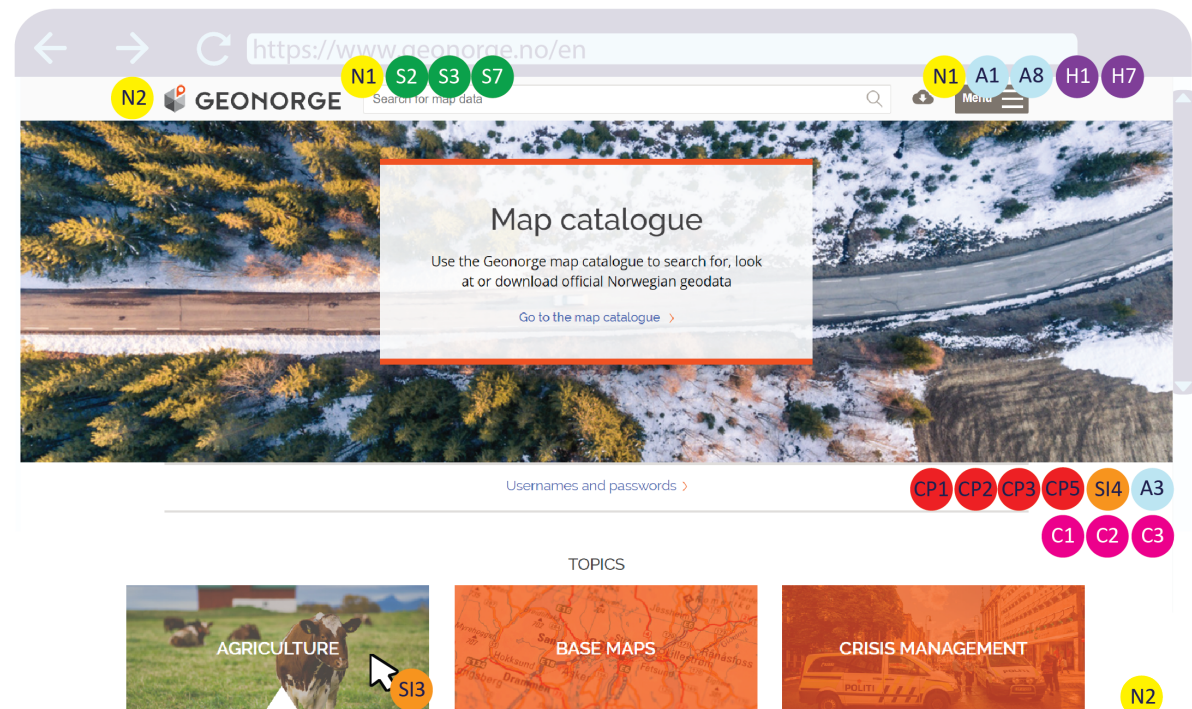 https://www.geonorge.no/en
N1 S2 S3 S7
N1 A1 A8 H1 H7
N2 GEONORGE Search for map data Menu
Map catalogue
Use the Geonorge map catalogue to search for, look
at or download official Norwegian geodata
Go to the map catalogue >
Usernames and passwords >
CP1 CP2 CP3 CP5 SI4 A3
C1 C2 C3
TOPICS
AGRICULTURE BASE MAPS CRISIS MANAGEMENT
Drammen
POLITI
SI3
N2